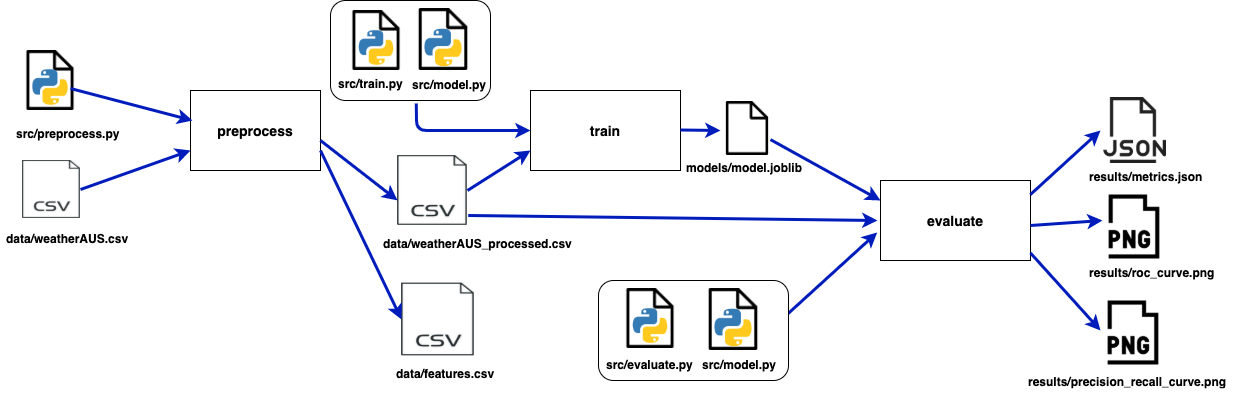 src/train.py
src/model.py
src/preprocess.py
preprocess
train
CSV
data/weatherAUS.csv
CSV
data/weatherAUS_processed.csv
models/model.joblib
CSV
data/features.csv
src/evaluate.py
src/model.py
evaluate
JSON
results/metrics.json
PNG
results/roc_curve.png
PNG
results/precision_recall_curve.png